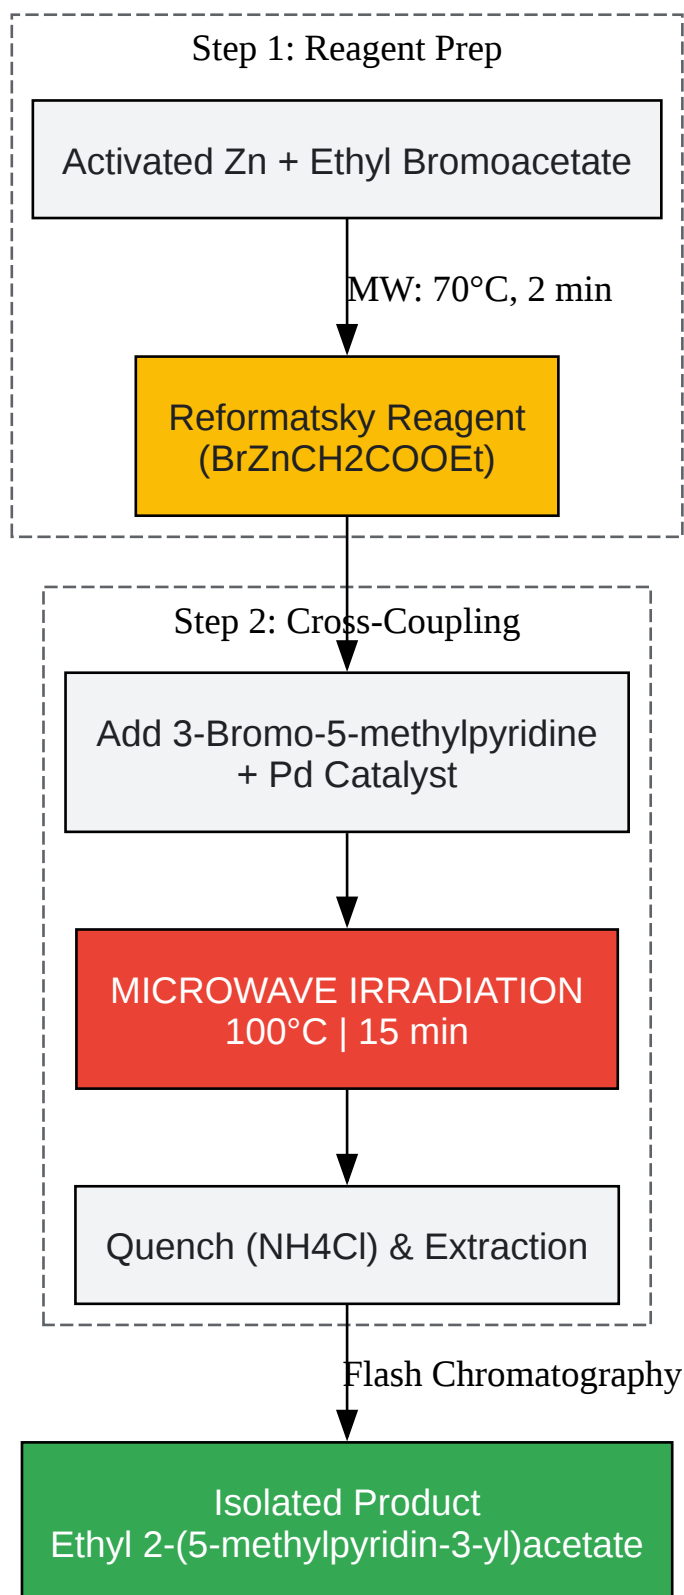 Step 1: Reagent Prep
Activated Zn + Ethyl Bromoacetate
MW: 70°C, 2 min
Reformatsky Reagent
(BrZnCH2COOEt)
Step 2: Cross-Coupling
Add 3-Bromo-5-methylpyridine
+ Pd Catalyst
MICROWAVE IRRADIATION
100°C | 15 min
Quench (NH4Cl) & Extraction
Flash Chromatography
Isolated Product
Ethyl 2-(5-methylpyridin-3-yl)acetate